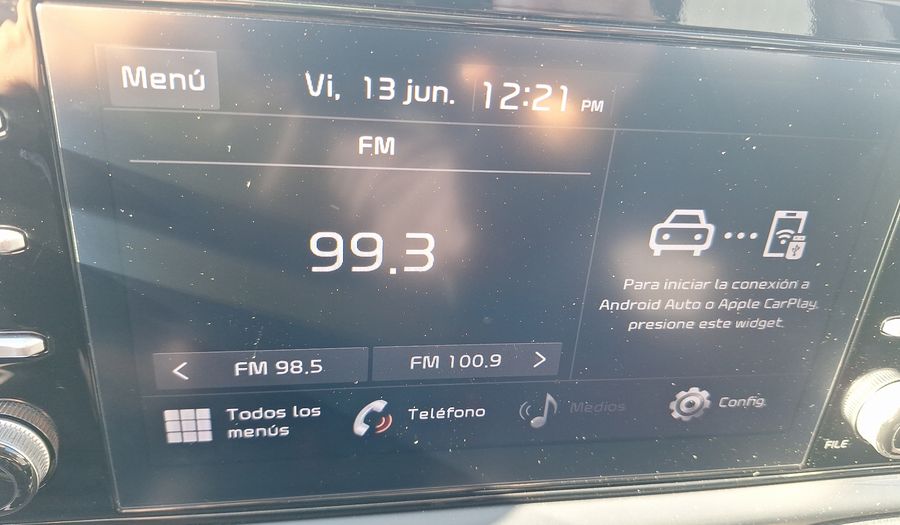 Menú
Vi, 13 jun. 12:21 PM
FM
99.3
Para iniciar la conexión a
Android Auto o Apple CarPlay,
presione este widget.
< FM 98.5
FM 100.9 >
Todos los
menús
Teléfono
Medios
Config.
FILE